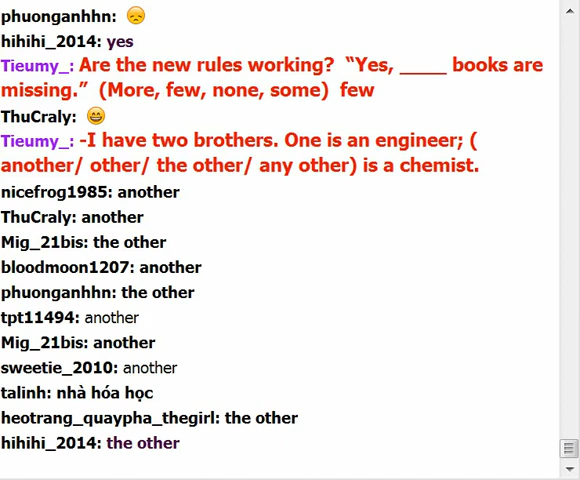 phuonganhhn:
hihihi_2014: yes
Tieumy_: Are the new rules working? “Yes, ____ books are
missing.” (More, few, none, some) few
ThuCraly:
Tieumy_: -I have two brothers. One is an engineer; (
another/ other/ the other/ any other) is a chemist.
nicefrog1985: another
ThuCraly: another
Mig_21bis: the other
bloodmoon1207: another
phuonganhhn: the other
tpt11494: another
Mig_21bis: another
sweetie_2010: another
talinh: nhà hóa học
heotrang_quaypha_thegirl: the other
hihihi_2014: the other